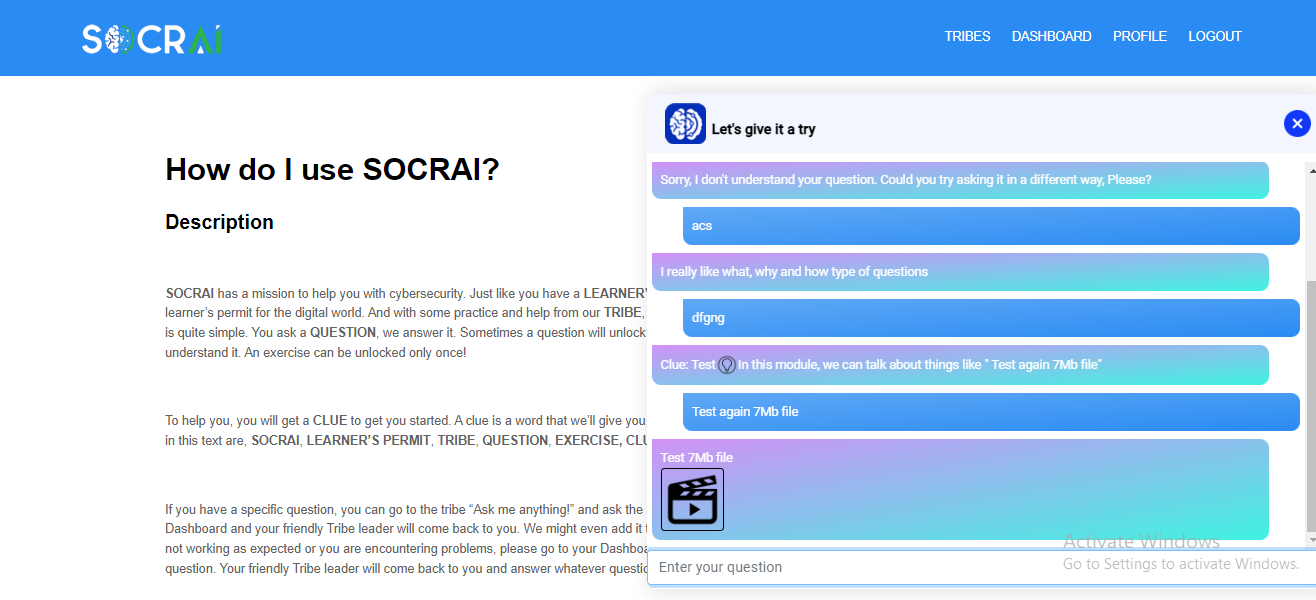 SOCRAI
TRIBES DASHBOARD PROFILE LOGOUT
How do I use SOCRAI?
Description
SOCRAI has a mission to help you with cybersecurity. Just like you have a LEARNER'
learner's permit for the digital world. And with some practice and help from our TRIBE,
is quite simple. You ask a QUESTION, we answer it. Sometimes a question will unlock
understand it. An exercise can be unlocked only once!
To help you, you will get a CLUE to get you started. A clue is a word that we'll give you
in this text are, SOCRAI, LEARNER'S PERMIT, TRIBE, QUESTION, EXERCISE, CLU
If you have a specific question, you can go to the tribe “Ask me anything!” and ask the
Dashboard and your friendly Tribe leader will come back to you. We might even add it
not working as expected or you are encountering problems, please go to your Dashboa
question. Your friendly Tribe leader will come back to you and answer whatever questio
Let's give it a try
Sorry, I don't understand your question. Could you try asking it in a different way, Please?
acs
I really like what, why and how type of questions
dfgng
Clue: Test In this module, we can talk about things like " Test again 7Mb file"
Test again 7Mb file
Test 7Mb file
Enter your question
Activate Windows
Go to Settings to activate Windows.